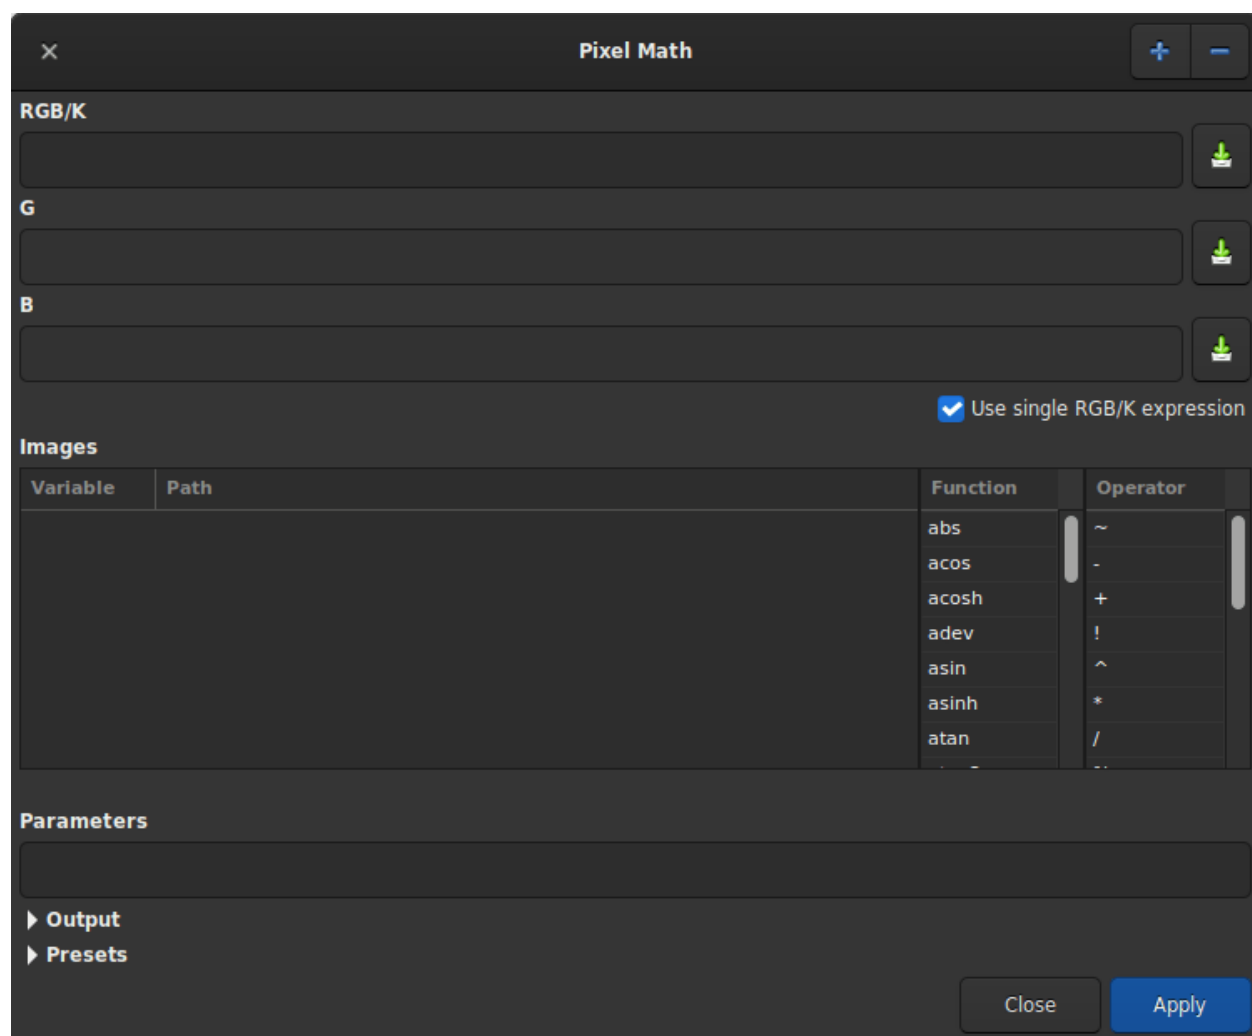 Pixel Math
RGB/K
G
B
Use single RGB/K expression
Images
Variable Path Function Operator
abs ~
acos -
acosh +
adev !
asin ^
asinh *
atan /
Parameters
Output
Presets
Close Apply